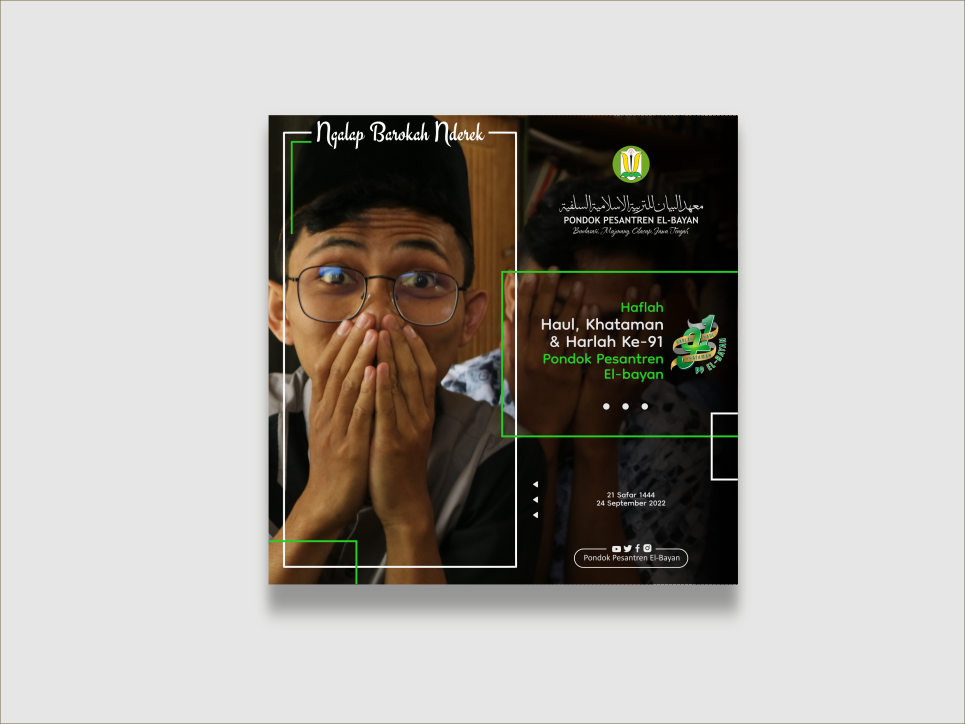 Ngalap Barokah Nderek
معهد البيان للتربية الإسلامية السلفية
PONDOK PESANTREN EL-BAYAN
Bendasari, Majenang, Cilacap, Jawa Tengah
Haflah
Haul, Khataman
& Harlah Ke-91
Pondok Pesantren
El-bayan
91
KHATAMAN
PP EL-BAYAN
21 Safar 1444
24 September 2022
Pondok Pesantren El-Bayan